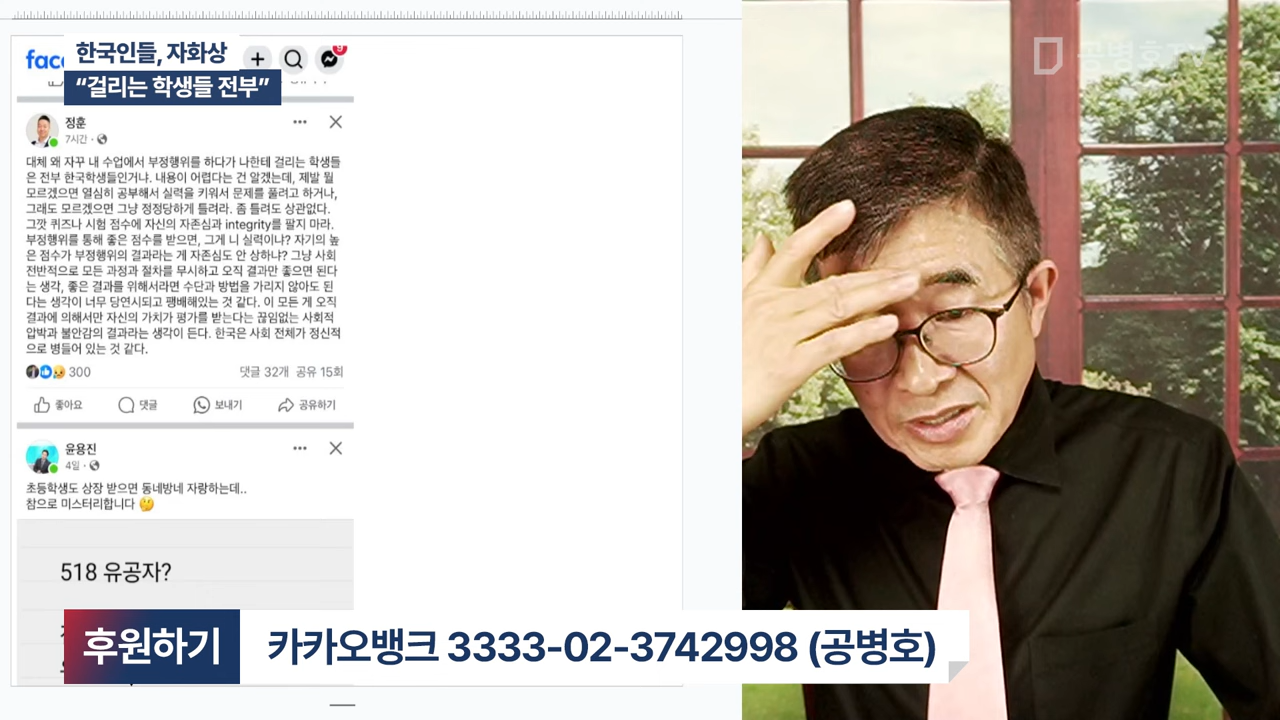 face
한국인들, 자화상
9
“걸리는 학생들 전부”
공병호TV
정훈
7시간
대체 왜 자꾸 내 수업에서 부정행위를 하다가 나한테 걸리는 학생들
은 전부 한국학생들인거냐. 내용이 어렵다는 건 알겠는데, 제발 뭘
모르겠으면 열심히 공부해서 실력을 키워서 문제를 풀려고 하거나,
그래도 모르겠으면 그냥 정정당하게 틀려라. 좀 틀려도 상관없다.
그깟 퀴즈나 시험 점수에 자신의 자존심과 integrity를 팔지 마라.
부정행위를 통해 좋은 점수를 받으면, 그게 니 실력이냐? 자기의 높
은 점수가 부정행위의 결과라는 게 자존심도 안 상하냐? 그냥 사회
전반적으로 모든 과정과 절차를 무시하고 오직 결과만 좋으면 된다
는 생각, 좋은 결과를 위해서라면 수단과 방법을 가리지 않아도 된
다는 생각이 너무 당연시되고 팽배해있는 것 같다. 이 모든 게 오직
결과에 의해서만 자신의 가치가 평가를 받는다는 끊임없는 사회적
압박과 불안감의 결과라는 생각이 든다. 한국은 사회 전체가 정신적
으로 병들어 있는 것 같다.
300 댓글 32개 공유 15회
좋아요 댓글 보내기 공유하기
윤용진
4일
초등학생도 상장 받으면 동네방네 자랑하는데..
참으로 미스터리합니다 🤔
518 유공자?
후원하기 카카오뱅크 3333-02-3742998 (공병호)